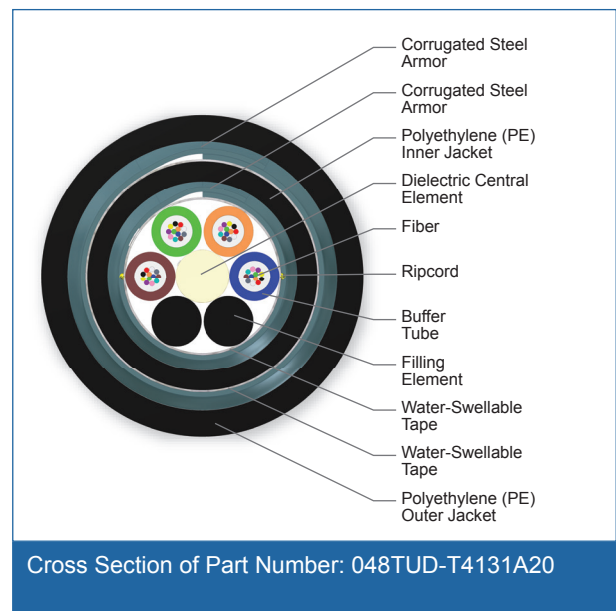 Corrugated Steel
Armor
Corrugated Steel
Armor
Polyethylene (PE)
Inner Jacket
Dielectric Central
Element
Fiber
Ripcord
Buffer
Tube
Filling
Element
Water-Swellable
Tape
Water-Swellable
Tape
Polyethylene (PE)
Outer Jacket
Cross Section of Part Number: 048TUD-T4131A20